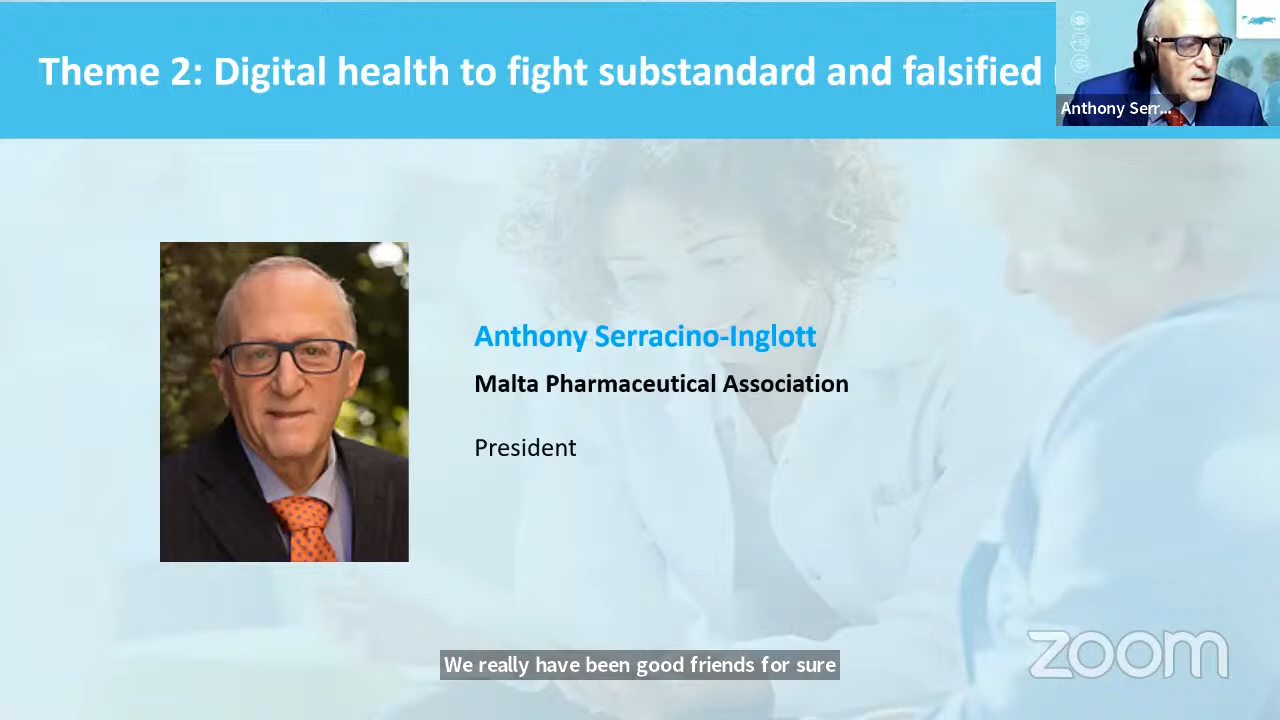 Theme 2: Digital health to fight substandard and falsified
Anthony Serr...
Anthony Serracino-Inglott
Malta Pharmaceutical Association
President
We really have been good friends for sure
zoom